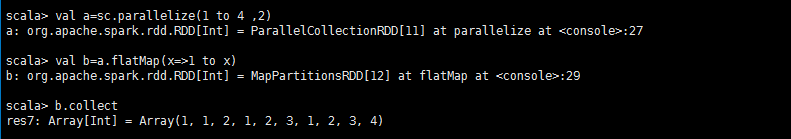 scala> val a=sc.parallelize(1 to 4 ,2)
a: org.apache.spark.rdd.RDD[Int] = ParallelCollectionRDD[11] at parallelize at <console>:27
scala> val b=a.flatMap(x=>1 to x)
b: org.apache.spark.rdd.RDD[Int] = MapPartitionsRDD[12] at flatMap at <console>:29
scala> b.collect
res7: Array[Int] = Array(1, 1, 2, 1, 2, 3, 1, 2, 3, 4)